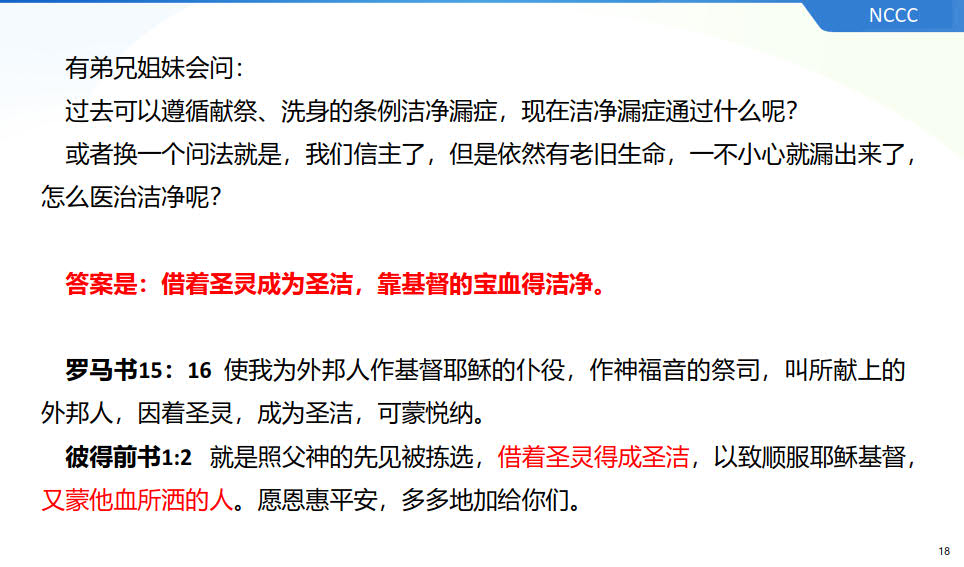 NCCC
有弟兄姐妹会问：
过去可以遵循献祭、洗身的条例洁净漏症，现在洁净漏症通过什么呢？
或者换一个问法就是，我们信主了，但是依然有老旧生命，一不小心就漏出来了，
怎么医治洁净呢？
答案是：借着圣灵成为圣洁，靠基督的宝血得洁净。
罗马书15：16 使我为外邦人作基督耶稣的仆役，作神福音的祭司，叫所献上的
外邦人，因着圣灵，成为圣洁，可蒙悦纳。
彼得前书1:2 就是照父神的先见被拣选，借着圣灵得成圣洁，以致顺服耶稣基督，
又蒙他血所洒的人。愿恩惠平安，多多地加给你们。
18